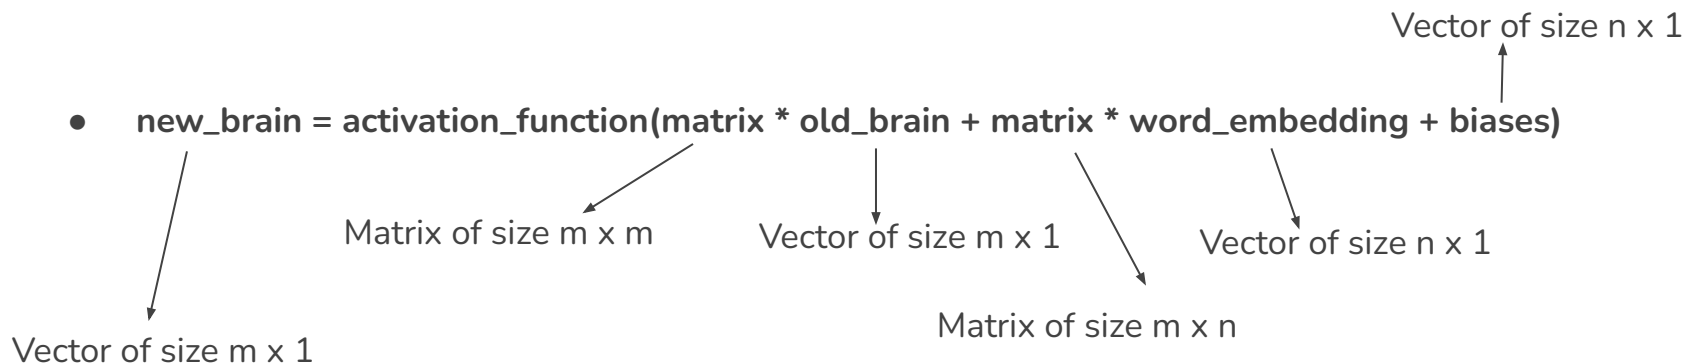 Vector of size n x 1
● new_brain = activation_function(matrix * old_brain + matrix * word_embedding + biases)
Matrix of size m x m
Vector of size m x 1
Vector of size n x 1
Matrix of size m x n
Vector of size m x 1